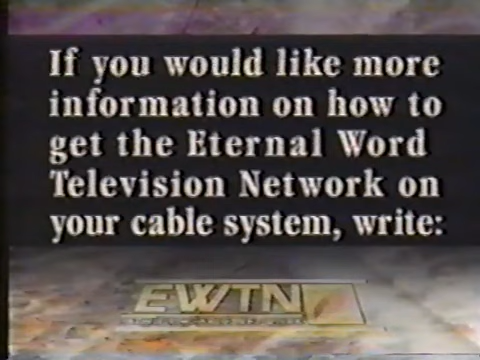 If you would like more
information on how to
get the Eternal Word
Television Network on
your cable system, write:
EWTN